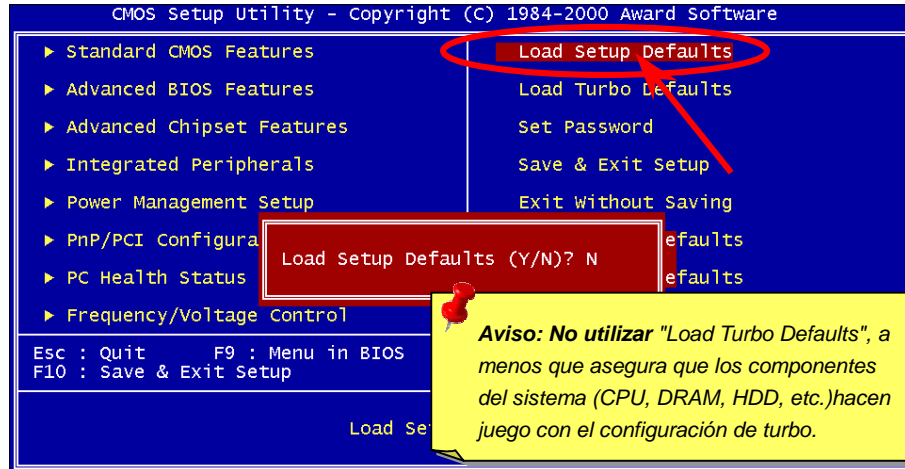 CMOS Setup Utility - Copyright (C) 1984-2000 Award Software
▶ Standard CMOS Features
▶ Advanced BIOS Features
▶ Advanced Chipset Features
▶ Integrated Peripherals
▶ Power Management Setup
▶ PnP/PCI Configura
▶ PC Health Status
▶ Frequency/Voltage Control
Load Setup Defaults
Load Turbo Defaults
Set Password
Save & Exit Setup
Exit Without Saving
efaults
efaults
Load Setup Defaults (Y/N)? N
Esc : Quit F9 : Menu in BIOS
F10 : Save & Exit Setup
Load Se
Aviso: No utilizar "Load Turbo Defaults", a
menos que asegura que los componentes
del sistema (CPU, DRAM, HDD, etc.)hacen
juego con el configuración de turbo.